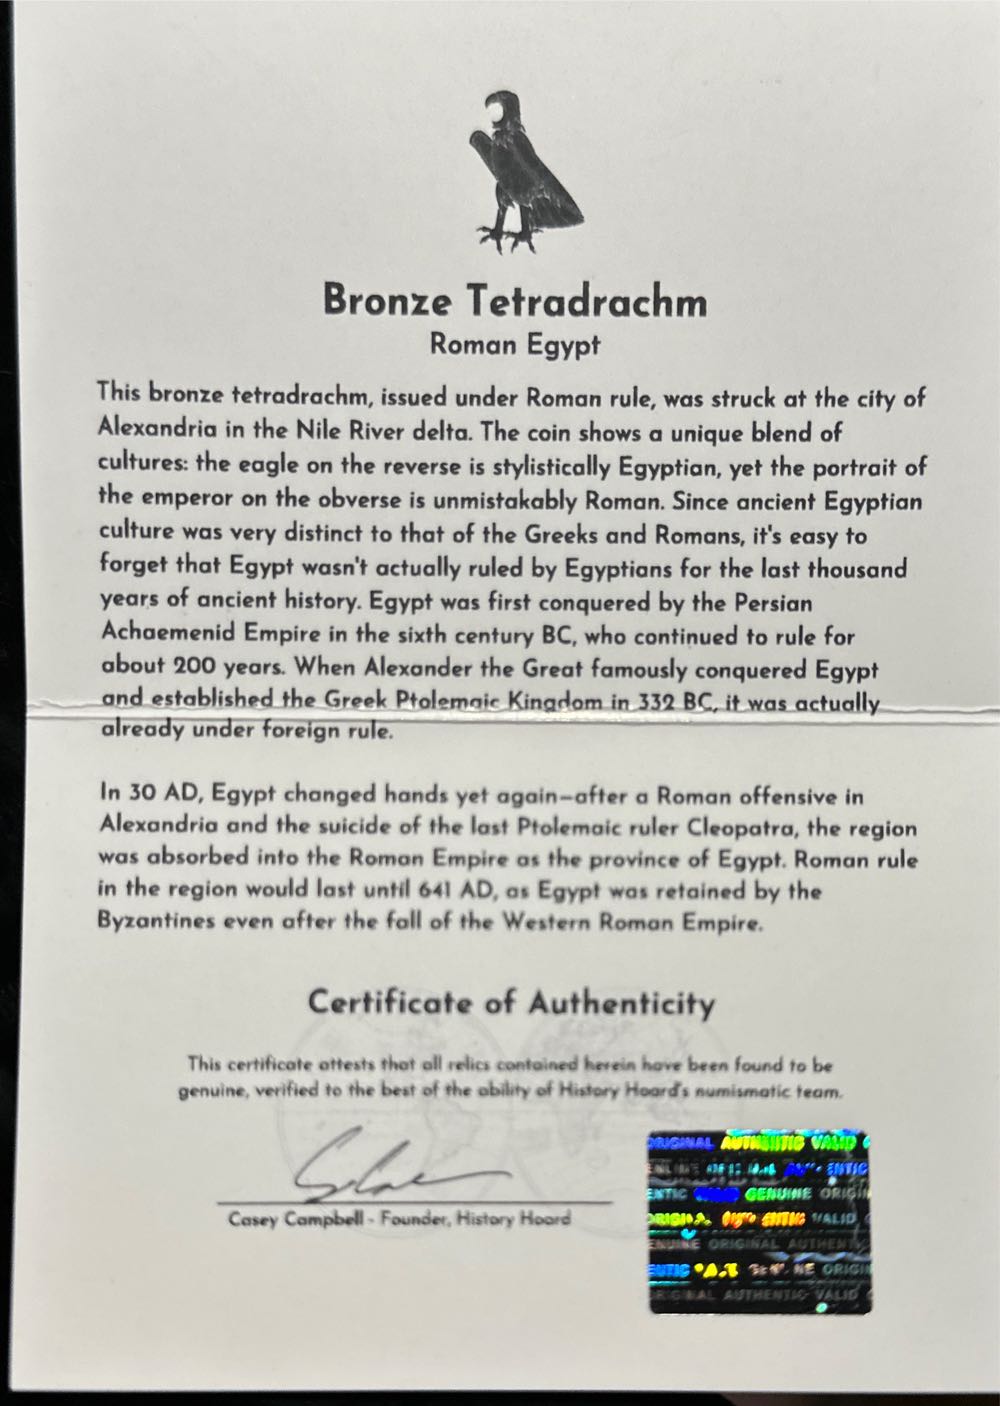 Bronze Tetradrachm
Roman Egypt
This bronze tetradrachm, issued under Roman rule, was struck at the city of
Alexandria in the Nile River delta. The coin shows a unique blend of
cultures: the eagle on the reverse is stylistically Egyptian, yet the portrait of
the emperor on the obverse is unmistakably Roman. Since ancient Egyptian
culture was very distinct to that of the Greeks and Romans, it's easy to
forget that Egypt wasn't actually ruled by Egyptians for the last thousand
years of ancient history. Egypt was first conquered by the Persian
Achaemenid Empire in the sixth century BC, who continued to rule for
about 200 years. When Alexander the Great famously conquered Egypt
and established the Greek Ptolemaic Kingdom in 332 BC, it was actually
already under foreign rule.
In 30 AD, Egypt changed hands yet again—after a Roman offensive in
Alexandria and the suicide of the last Ptolemaic ruler Cleopatra, the region
was absorbed into the Roman Empire as the province of Egypt. Roman rule
in the region would last until 641 AD, as Egypt was retained by the
Byzantines even after the fall of the Western Roman Empire.
Certificate of Authenticity
This certificate attests that all relics contained herein have been found to be
genuine, verified to the best of the ability of History Hoard's numismatic team.
Casey Campbell - Founder, History Hoard
ORIGINAL AUTHENTIC VALID
GENUINE
VALID
ORIGINAL AUTHENTIC
AUTHENTIC VALID